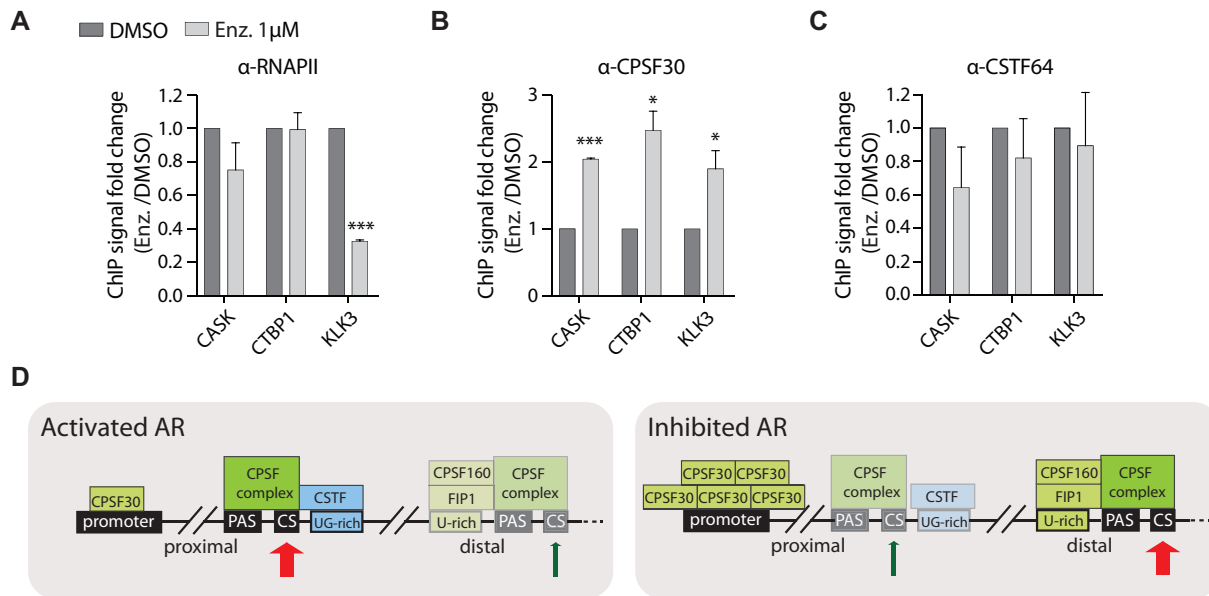 A
DMSO
Enz. 1µM
α-RNAPII
ChIP signal fold change
(Enz. /DMSO)
1.2
1.0
0.8
0.6
0.4
0.2
0.0
***
CASK
CTBP1
KLK3
B
α-CPSF30
ChIP signal fold change
(Enz. /DMSO)
3
2
1
0
***
*
*
CASK
CTBP1
KLK3
C
α-CSTF64
ChIP signal fold change
(Enz. /DMSO)
1.2
1.0
0.8
0.6
0.4
0.2
0.0
CASK
CTBP1
KLK3
D
Activated AR
CPSF30
promoter
CPSF
complex
CSTF
PAS
CS
UG-rich
proximal
CPSF160
FIP1
CPSF
complex
U-rich
PAS
CS
distal
Inhibited AR
CPSF30
CPSF30
CPSF30
CPSF30
CPSF30
promoter
CPSF
complex
CSTF
PAS
CS
UG-rich
proximal
CPSF160
FIP1
CPSF
complex
U-rich
PAS
CS
distal